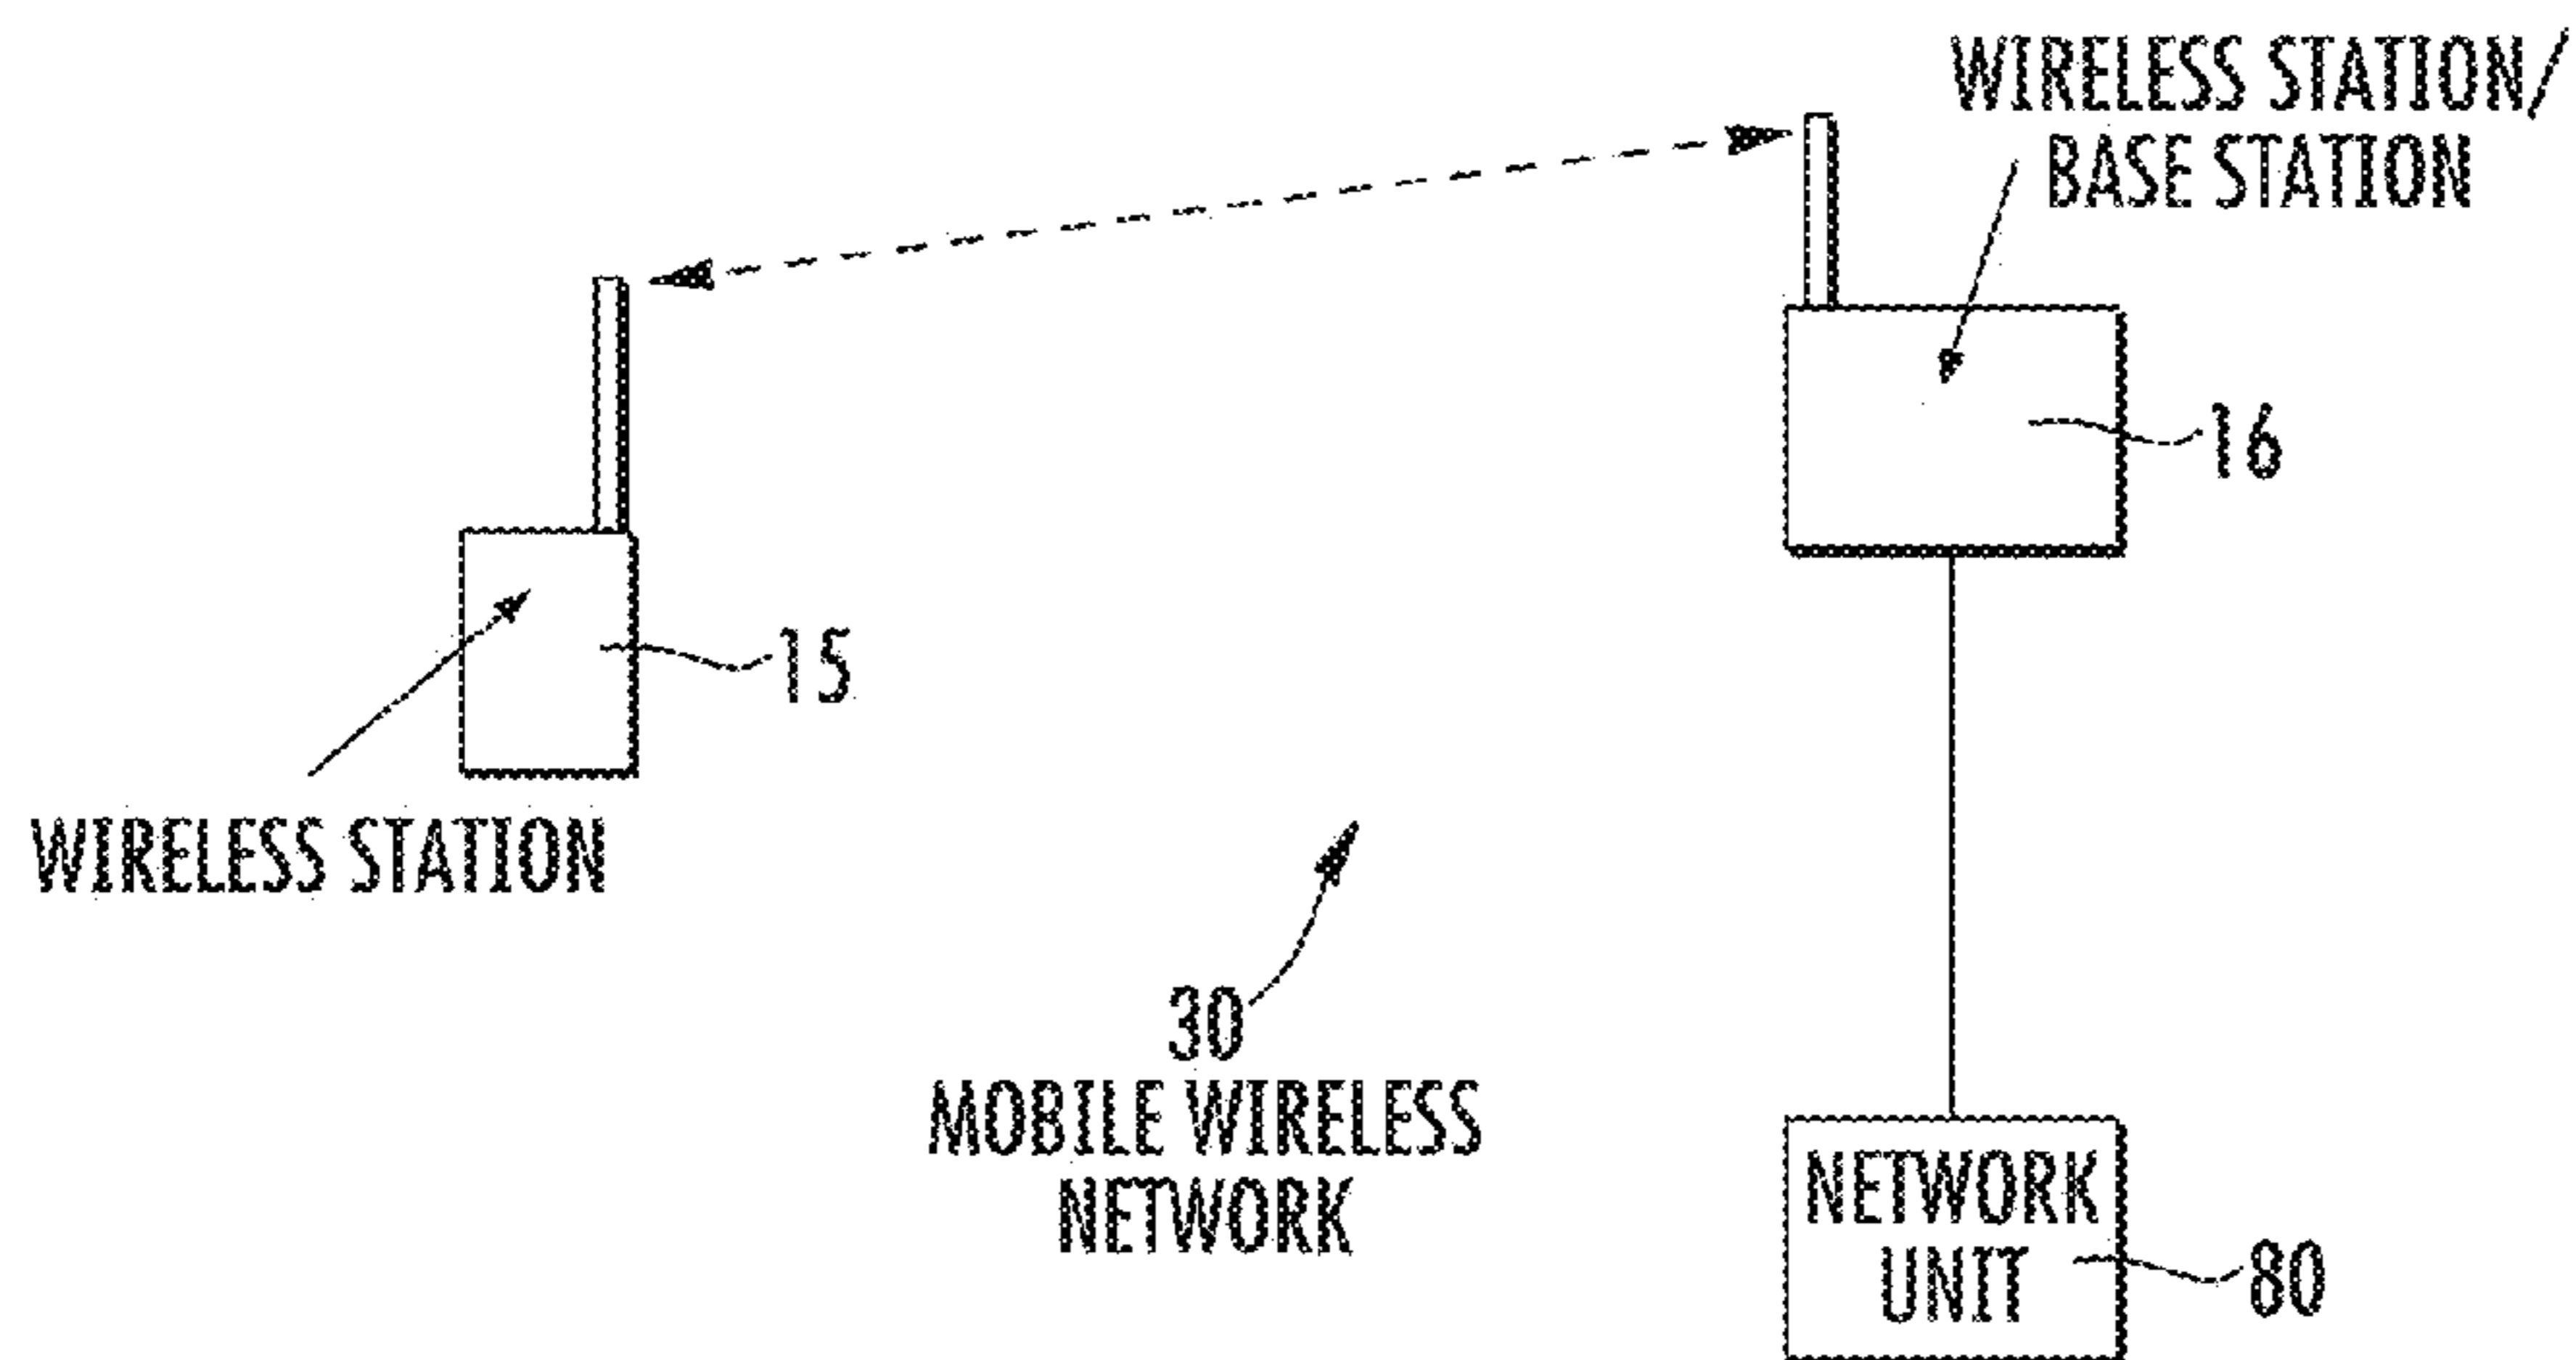 WIRELESS STATION/
BASE STATION
16
15
WIRELESS STATION
30
MOBILE WIRELESS
NETWORK
NETWORK
UNIT
80